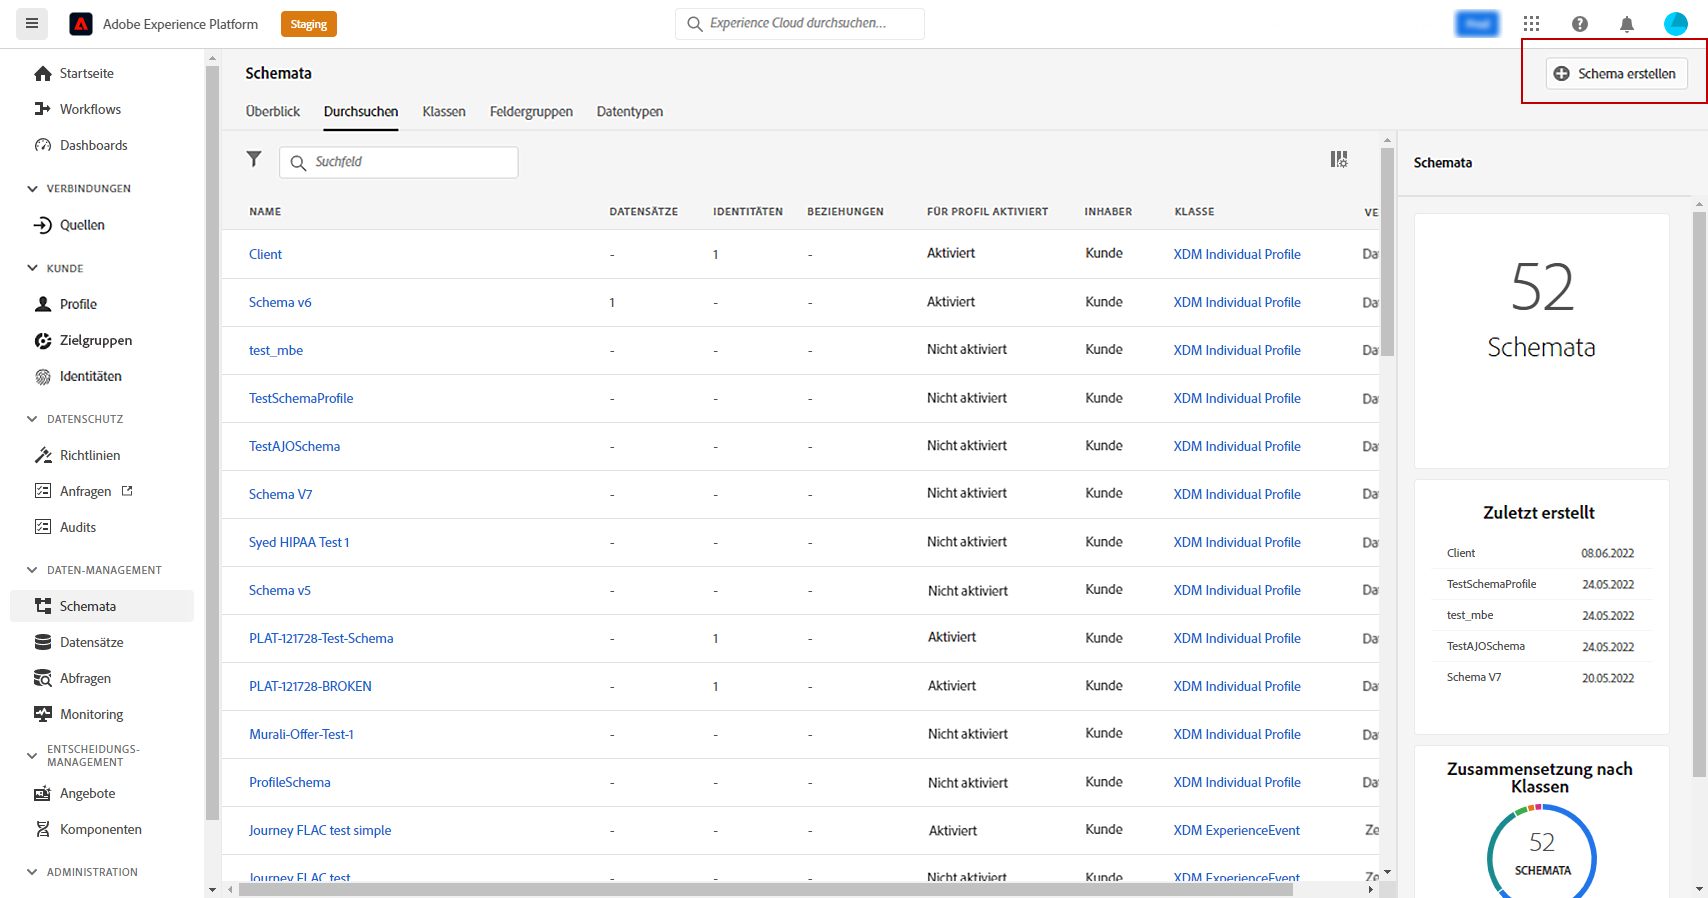 Adobe Experience Platform
Staging
Experience Cloud durchsuchen...
Startseite
Workflows
Dashboards
VERBINDUNGEN
Quellen
KUNDE
Profile
Zielgruppen
Identitäten
DATENSCHUTZ
Richtlinien
Anfragen
Audits
DATEN-MANAGEMENT
Schemata
Datensätze
Abfragen
Monitoring
ENTSCHEIDUNGS-
MANAGEMENT
Angebote
Komponenten
ADMINISTRATION
Schemata
Schema erstellen
Überblick Durchsuchen Klassen Feldergruppen Datentypen
Suchfeld
NAME DATENSÄTZE IDENTITÄTEN BEZIEHUNGEN FÜR PROFIL AKTIVIERT INHABER KLASSE VE
Client - 1 - Aktiviert Kunde XDM Individual Profile Da
Schema v6 1 - - Aktiviert Kunde XDM Individual Profile Da
test_mbe - - - Nicht aktiviert Kunde XDM Individual Profile Da
TestSchemaProfile - - - Nicht aktiviert Kunde XDM Individual Profile Da
TestAJOSchema - - - Nicht aktiviert Kunde XDM Individual Profile Da
Schema V7 - - - Nicht aktiviert Kunde XDM Individual Profile Da
Syed HIPAA Test 1 - - - Nicht aktiviert Kunde XDM Individual Profile Da
Schema v5 - - - Nicht aktiviert Kunde XDM Individual Profile Da
PLAT-121728-Test-Schema - 1 - Aktiviert Kunde XDM Individual Profile Da
PLAT-121728-BROKEN - 1 - Aktiviert Kunde XDM Individual Profile Da
Murali-Offer-Test-1 - - - Nicht aktiviert Kunde XDM Individual Profile Da
ProfileSchema - - - Nicht aktiviert Kunde XDM Individual Profile Da
Journey FLAC test simple - - - Aktiviert Kunde XDM ExperienceEvent Ze
Journey FLAC test - - - Nicht aktiviert Kunde XDM ExperienceEvent Ze
Schemata
52
Schemata
Zuletzt erstellt
Client 08.06.2022
TestSchemaProfile 24.05.2022
test_mbe 24.05.2022
TestAJOSchema 24.05.2022
Schema V7 20.05.2022
Zusammensetzung nach
Klassen
52
SCHEMATA